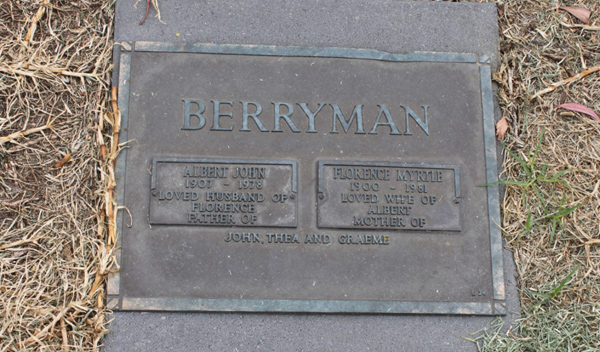 BERRYMAN
ALBERT JOHN
1907 ~ 1978
LOVED HUSBAND OF
FLORENCE
FATHER OF
FLORENCE MYRTLE
1900 ~ 1981
LOVED WIFE OF
ALBERT
MOTHER OF
JOHN, THEA AND GRAEME